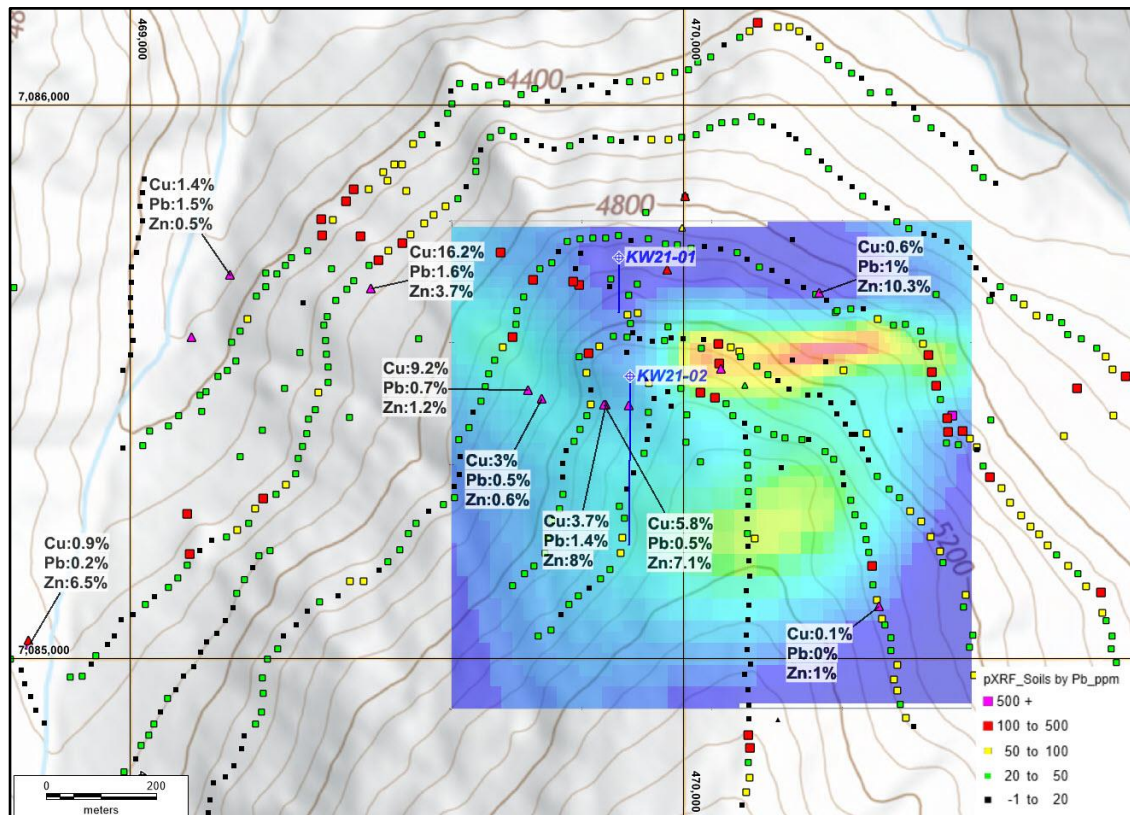 469,000
470,000
4400
7,086,000
Cu:1.4%
Pb:1.5%
Zn:0.5%
4800
Cu:16.2%
Pb:1.6%
Zn:3.7%
KW21-01
Cu:0.6%
Pb:1%
Zn:10.3%
Cu:9.2%
Pb:0.7%
Zn:1.2%
KW21-02
Cu:3%
Pb:0.5%
Zn:0.6%
Cu:3.7%
Pb:1.4%
Zn:8%
Cu:5.8%
Pb:0.5%
Zn:7.1%
5200
Cu:0.9%
Pb:0.2%
Zn:6.5%
Cu:0.1%
Pb:0%
Zn:1%
7,085,000
470,000
pXRF_Soils by Pb_ppm
500 +
100 to 500
50 to 100
20 to 50
-1 to 20
0 200
meters